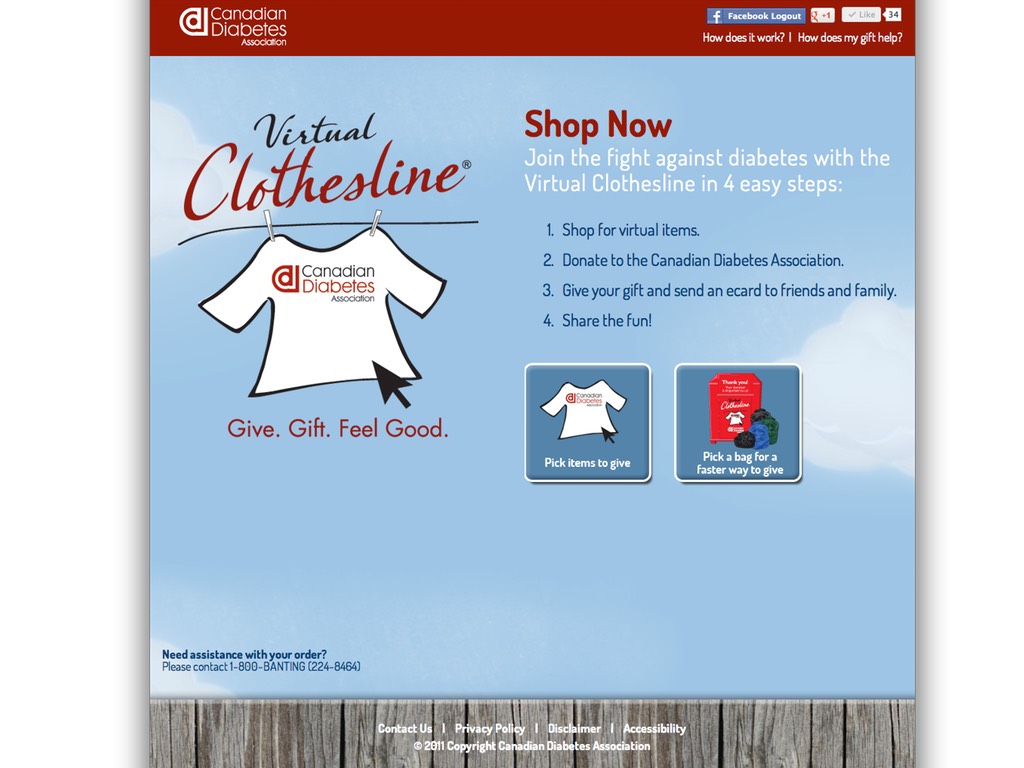 Canadian
Diabetes
Association
Facebook Logout
+1
Like
34
How does it work? | How does my gift help?
Virtual
Clothesline®
Canadian
Diabetes
Association
Give. Gift. Feel Good.
Shop Now
Join the fight against diabetes with the
Virtual Clothesline in 4 easy steps:
1. Shop for virtual items.
2. Donate to the Canadian Diabetes Association.
3. Give your gift and send an ecard to friends and family.
4. Share the fun!
Canadian
Diabetes
Association
Pick items to give
Thank you!
Clothesline
Pick a bag for a
faster way to give
Need assistance with your order?
Please contact 1-800-BANTING (224-8464)
Contact Us | Privacy Policy | Disclaimer | Accessibility
© 2011 Copyright Canadian Diabetes Association